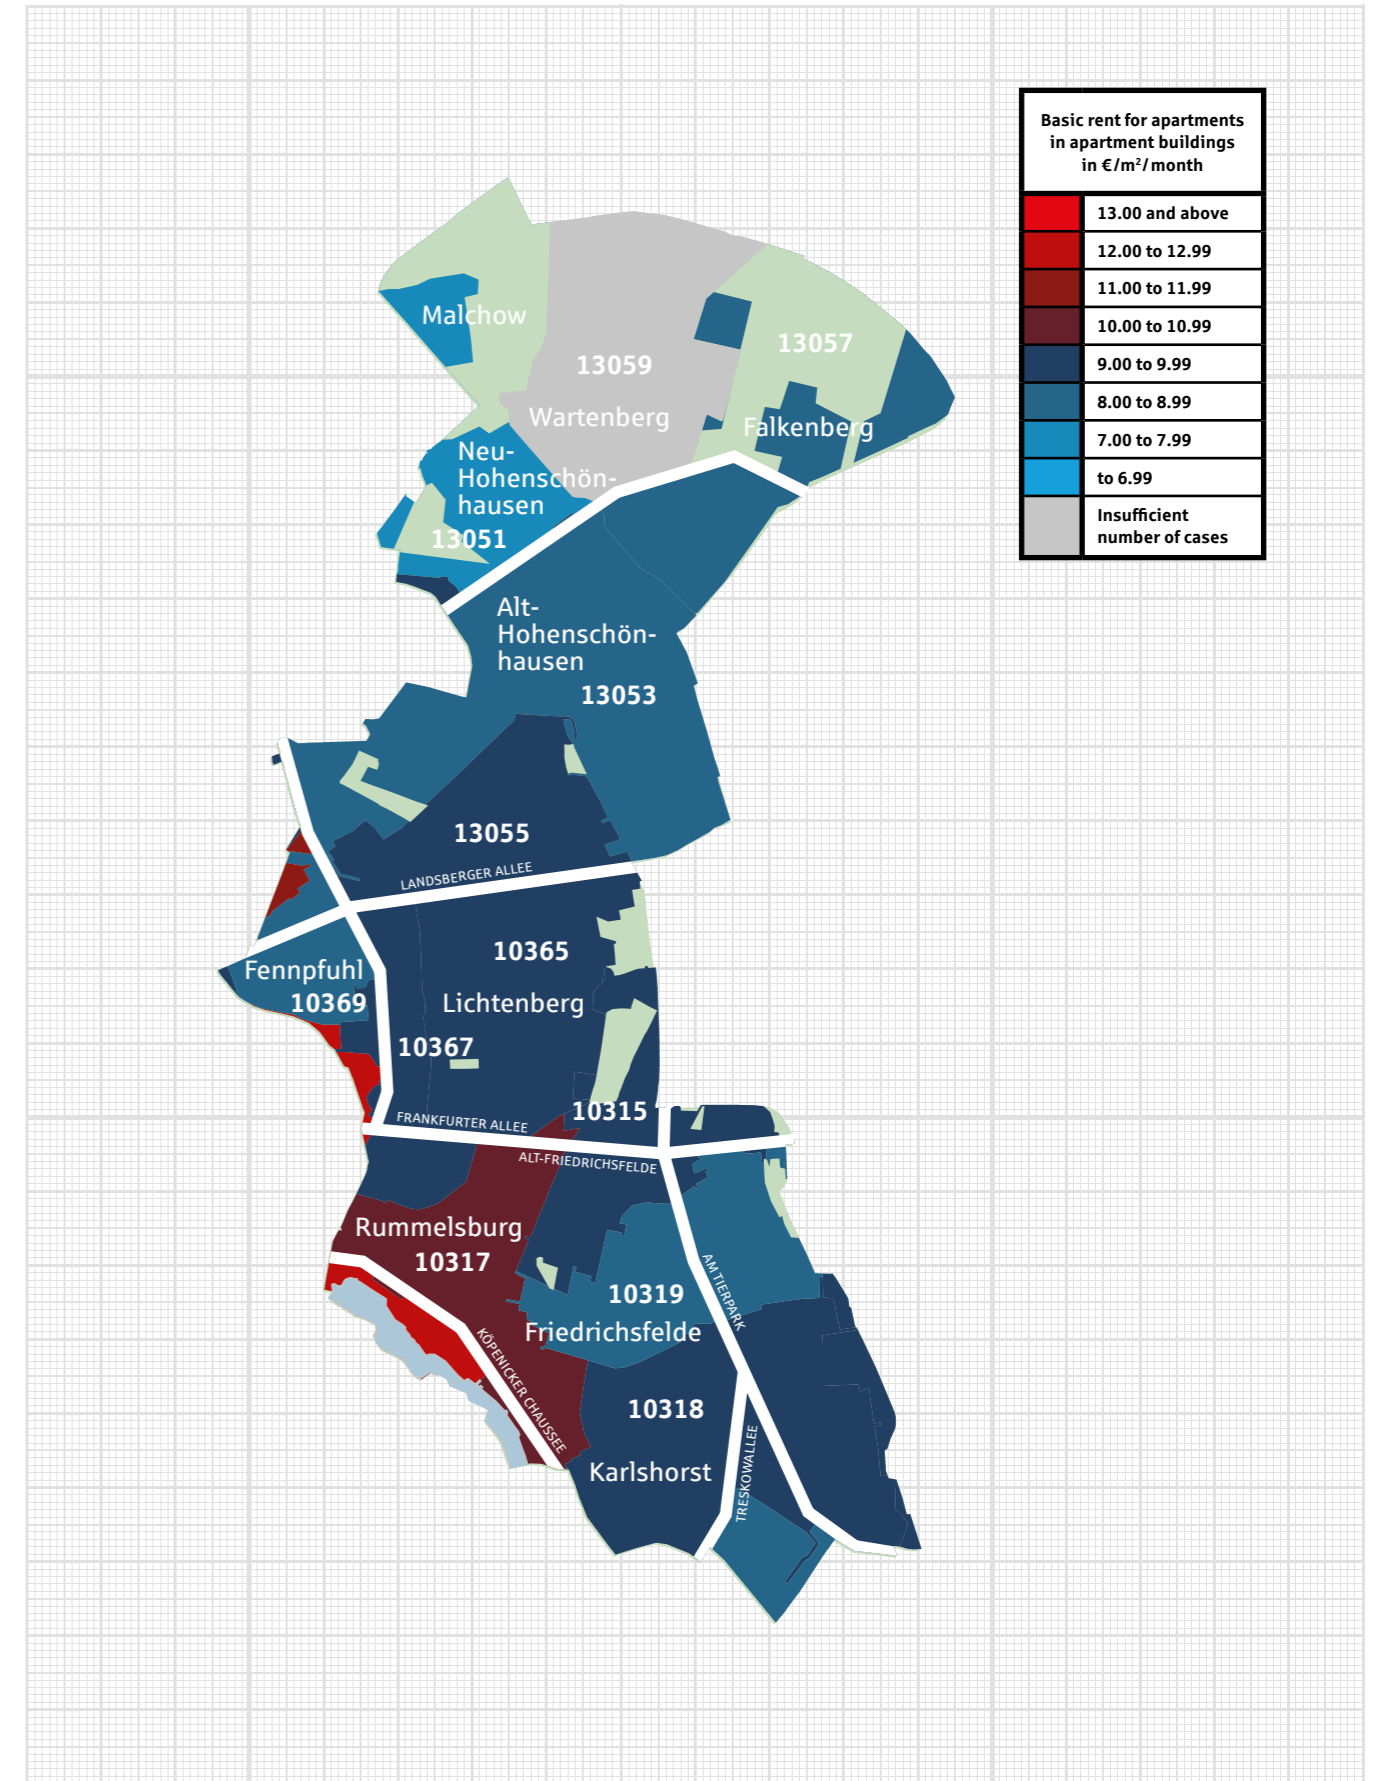 Basic rent for apartments
in apartment buildings
in €/m²/month
13.00 and above
12.00 to 12.99
11.00 to 11.99
10.00 to 10.99
9.00 to 9.99
8.00 to 8.99
7.00 to 7.99
to 6.99
Insufficient
number of cases
Malchow
13057
13059
Wartenberg
Falkenberg
Neu-
Hohenschön-
hausen
13051
Alt-
Hohenschön-
hausen
13053
13055
LANDSBERGER ALLEE
10365
Fennpfuhl
10369
Lichtenberg
10367
10315
FRANKFURTER ALLEE
ALT-FRIEDRICHSFELDE
Rummelsburg
10317
10319
AM TIERPARK
Friedrichsfelde
KÖPENICKER CHAUSSEE
10318
TRESKOWALLEE
Karlshorst